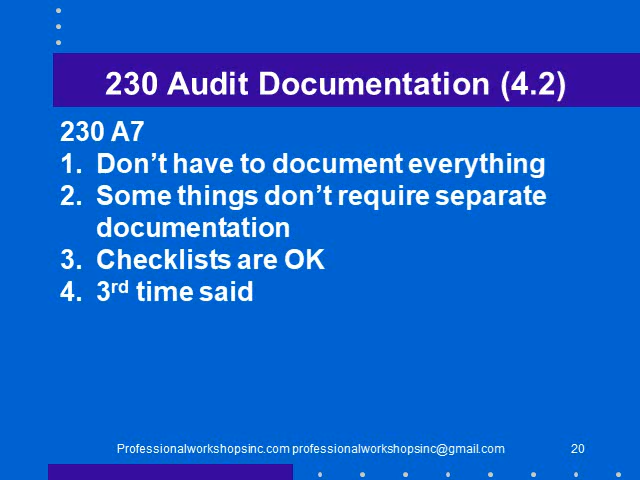 230 Audit Documentation (4.2)
230 A7
1. Don’t have to document everything
2. Some things don’t require separate
documentation
3. Checklists are OK
4. 3rd time said
Professionalworkshopsinc.com professionalworkshopsinc@gmail.com 20